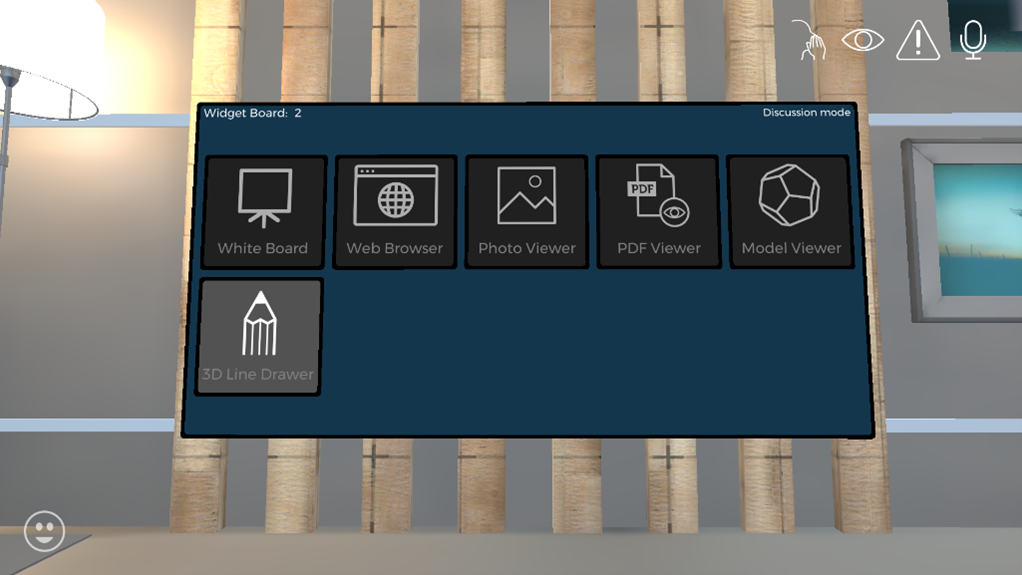 Widget Board: 2
Discussion mode
White Board
Web Browser
Photo Viewer
PDF
PDF Viewer
Model Viewer
3D Line Drawer